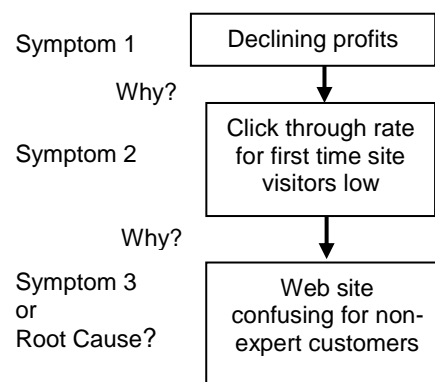 Symptom 1
Declining profits
Why?
Symptom 2
Click through rate
for first time site
visitors low
Why?
Symptom 3
or
Root Cause?
Web site
confusing for non-
expert customers